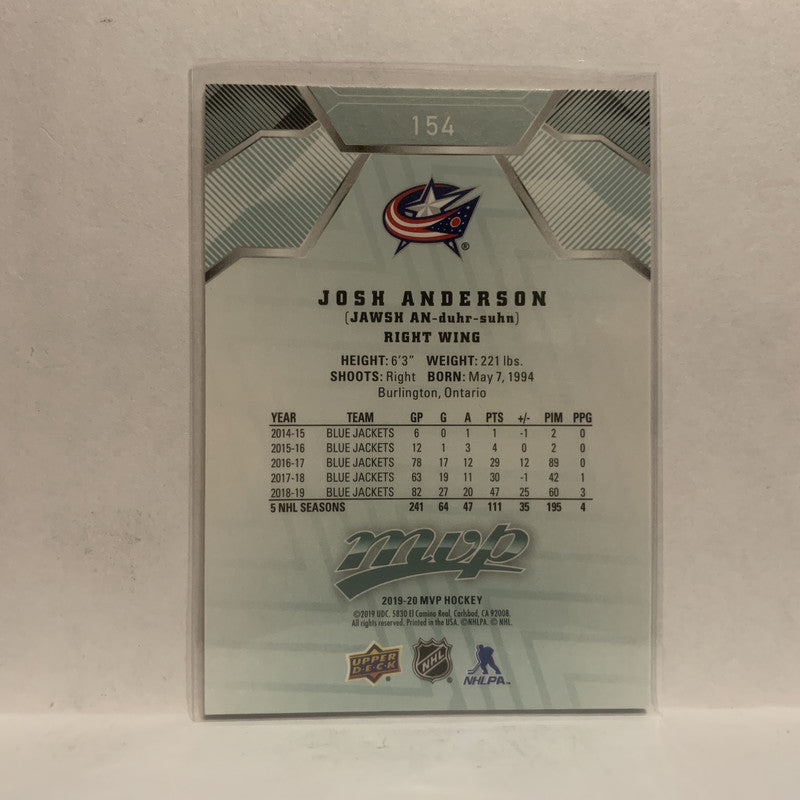 154
®
JOSH ANDERSON
(JAWSH AN-duhr-suhn)
RIGHT WING
HEIGHT: 6'3" WEIGHT: 221 lbs.
SHOOTS: Right BORN: May 7, 1994
Burlington, Ontario
YEAR TEAM GP G A PTS +/- PIM PPG
2014-15 BLUE JACKETS 6 0 1 1 -1 2 0
2015-16 BLUE JACKETS 12 1 3 4 0 2 0
2016-17 BLUE JACKETS 78 17 12 29 12 89 0
2017-18 BLUE JACKETS 63 19 11 30 -1 42 1
2018-19 BLUE JACKETS 82 27 20 47 25 60 3
5 NHL SEASONS 241 64 47 111 35 195 4
mvp
2019-20 MVP HOCKEY
©2019 UDC. 5830 El Camino Real, Carlsbad, CA 92008.
All rights reserved. Printed in the USA. ©NHLPA. © NHL.
UPPER DECK® NHL® NHLPA™